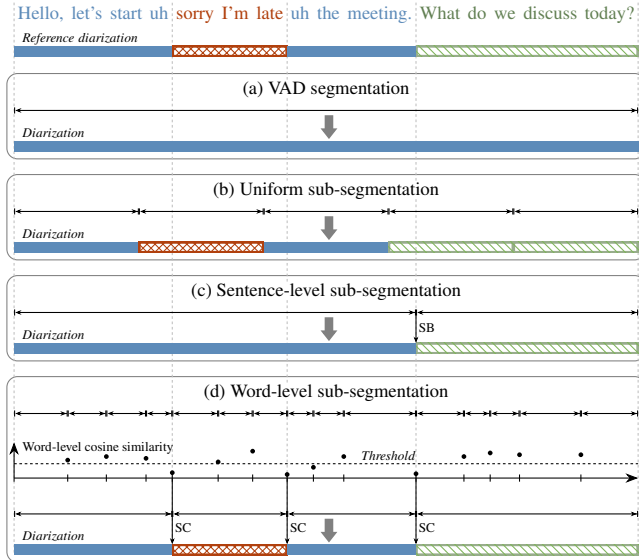 Hello, let's start uh sorry I'm late uh the meeting. What do we discuss today?
Reference diarization
(a) VAD segmentation
Diarization
(b) Uniform sub-segmentation
Diarization
(c) Sentence-level sub-segmentation
Diarization
SB
(d) Word-level sub-segmentation
Word-level cosine similarity
Threshold
SC
SC
SC
Diarization